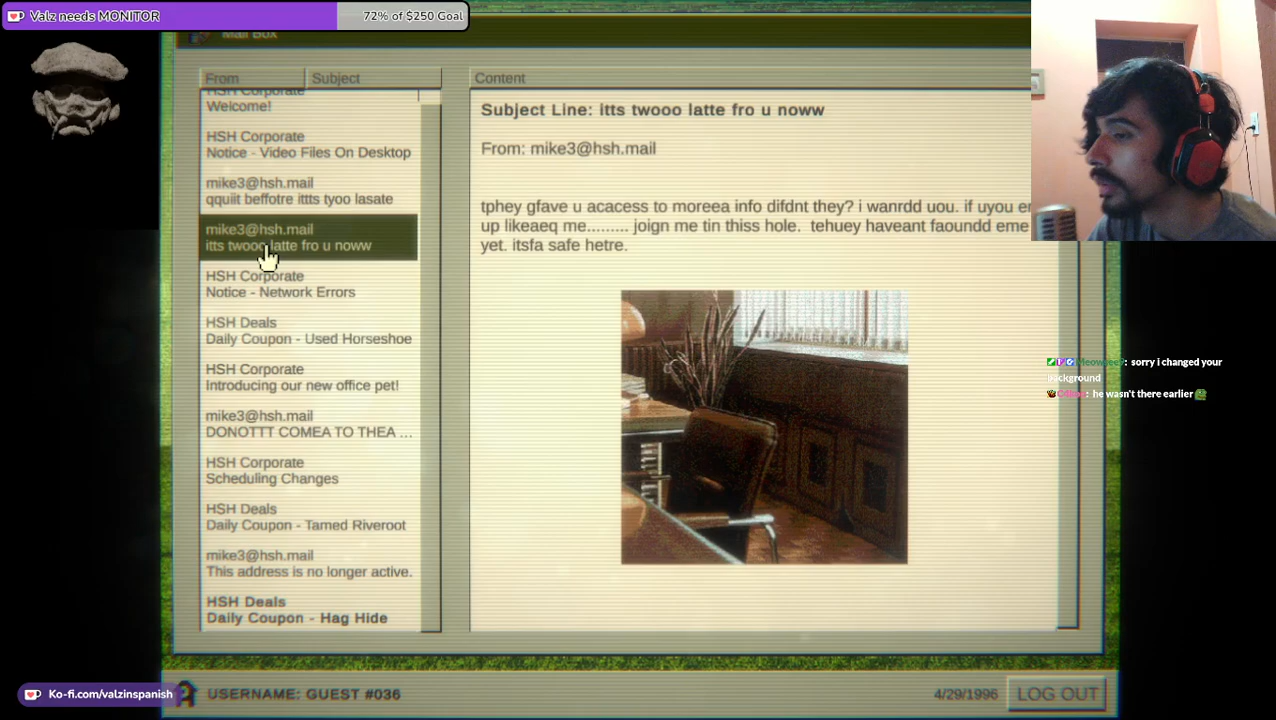 Valz needs MONITOR
72% of $250 Goal
Mail Box
From
Subject
Content
HSH Corporate
Welcome!
HSH Corporate
Notice - Video Files On Desktop
mike3@hsh.mail
qquiit beffotre ittts tyoo lasate
mike3@hsh.mail
itts twooo latte fro u noww
HSH Corporate
Notice - Network Errors
HSH Deals
Daily Coupon - Used Horseshoe
HSH Corporate
Introducing our new office pet!
mike3@hsh.mail
DONOTTT COMEA TO THEA ...
HSH Corporate
Scheduling Changes
HSH Deals
Daily Coupon - Tamed Riveroot
mike3@hsh.mail
This address is no longer active.
HSH Deals
Daily Coupon - Hag Hide
Subject Line: itts twooo latte fro u noww
From: mike3@hsh.mail
tphey gfave u acacess to moreea info difdnt they? i wanrdd uou. if uyou
up likeaeq me......... joign me tin thiss hole. tehuey haveant faoundd eme
yet. itsfa safe hetre.
: sorry i changed your
background
: he wasn't there earlier
Ko-fi.com/valzinspanish
USERNAME: GUEST #036
4/29/1996
LOG OUT